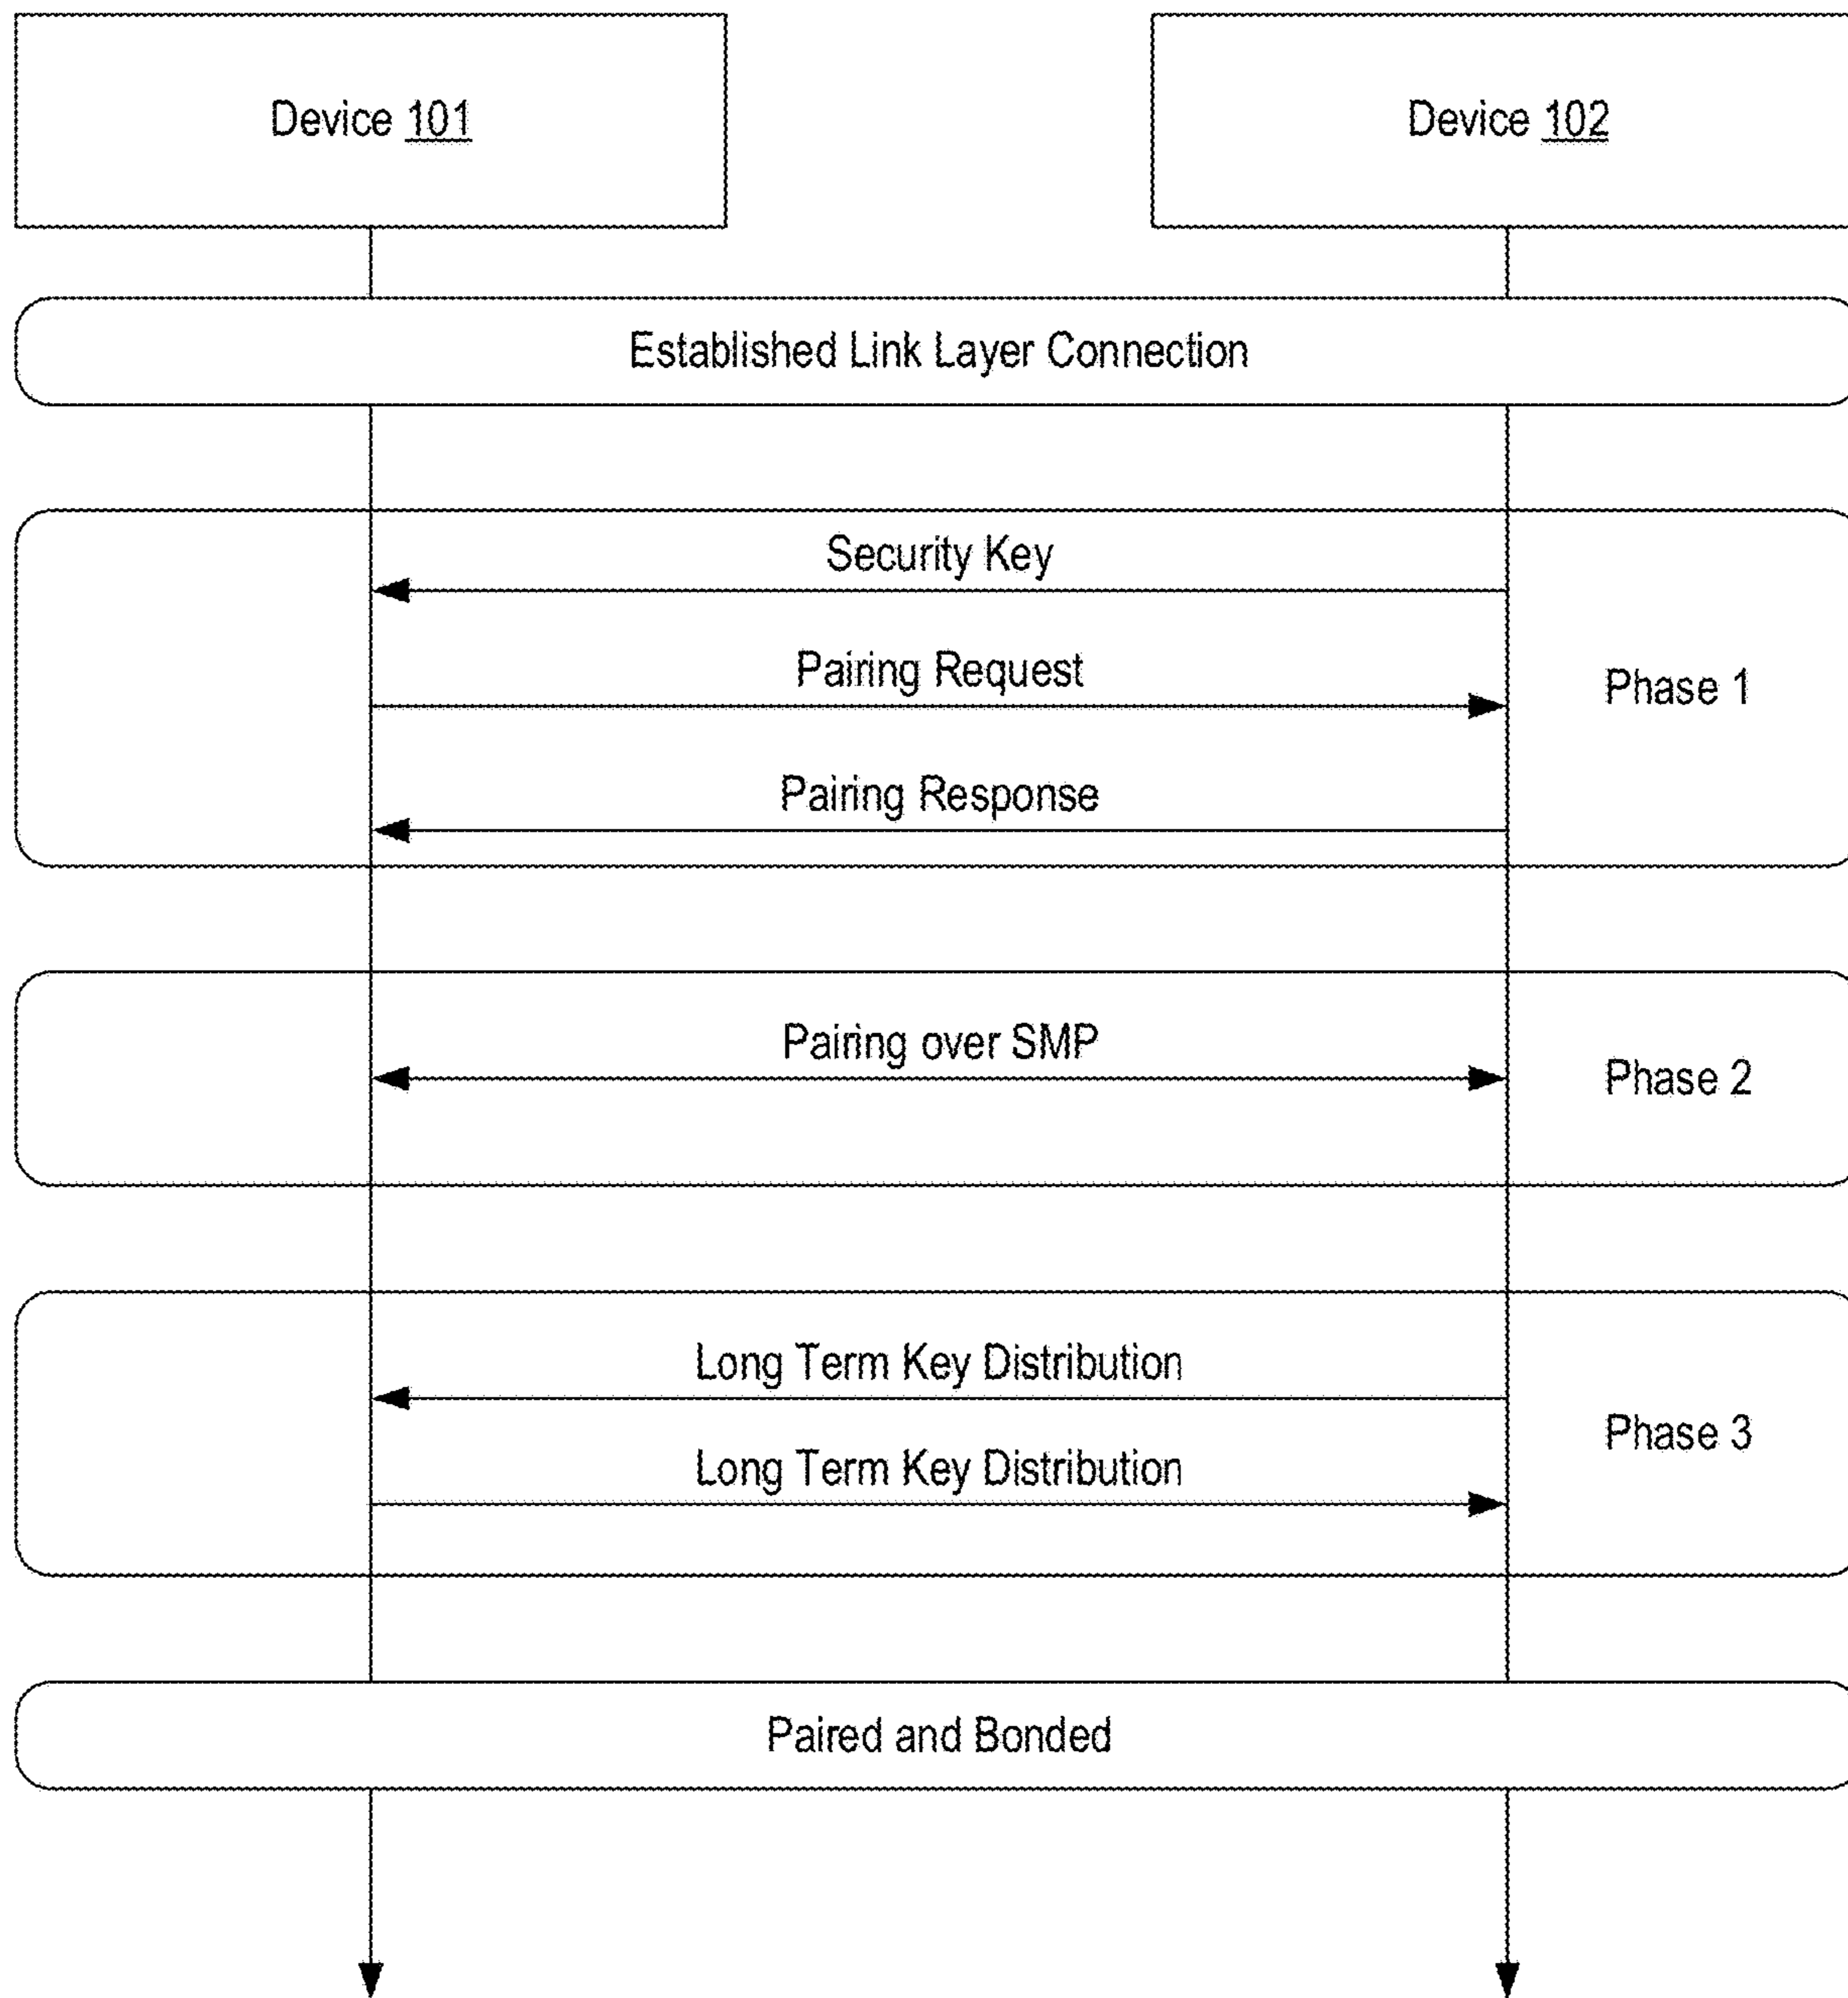 Device 101
Device 102
Established Link Layer Connection
Security Key
Pairing Request
Phase 1
Pairing Response
Pairing over SMP
Phase 2
Long Term Key Distribution
Phase 3
Long Term Key Distribution
Paired and Bonded